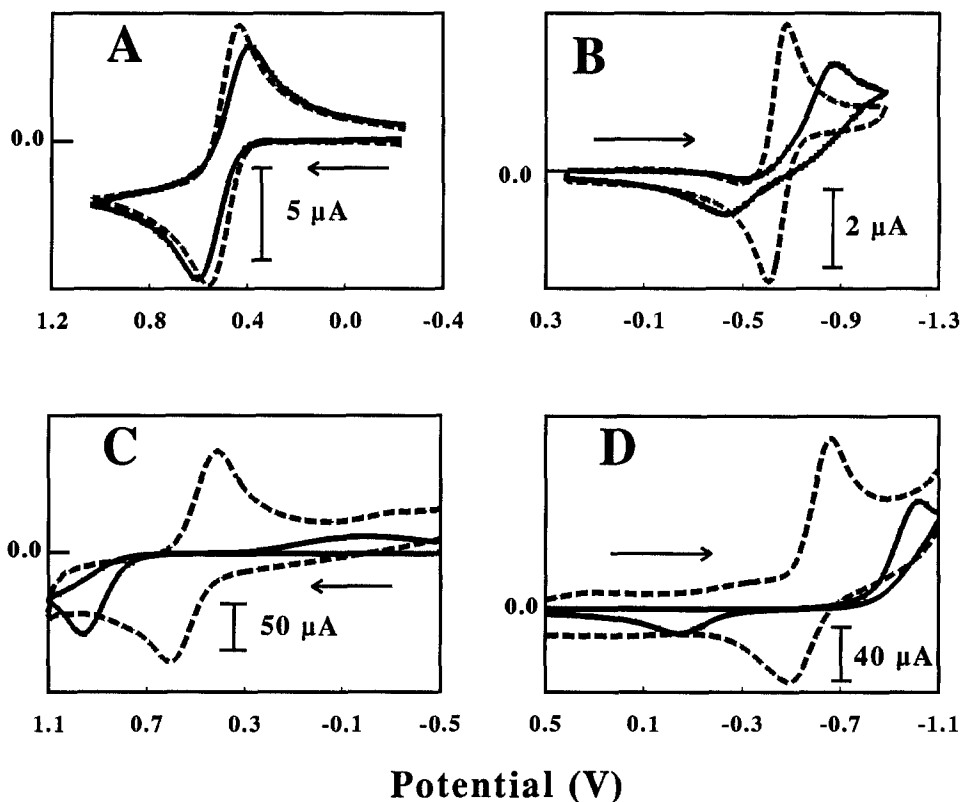 A
0.0
5 µA
1.2 0.8 0.4 0.0 -0.4
B
0.0
2 µA
0.3 -0.1 -0.5 -0.9 -1.3
C
0.0
50 µA
1.1 0.7 0.3 -0.1 -0.5
D
0.0
40 µA
0.5 0.1 -0.3 -0.7 -1.1
Potential (V)